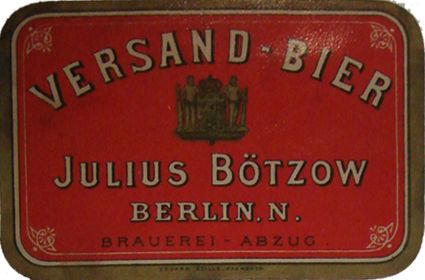 VERSAND-BIER
JULIUS BÖTZOW
BERLIN. N.
BRAUEREI - ABZUG.